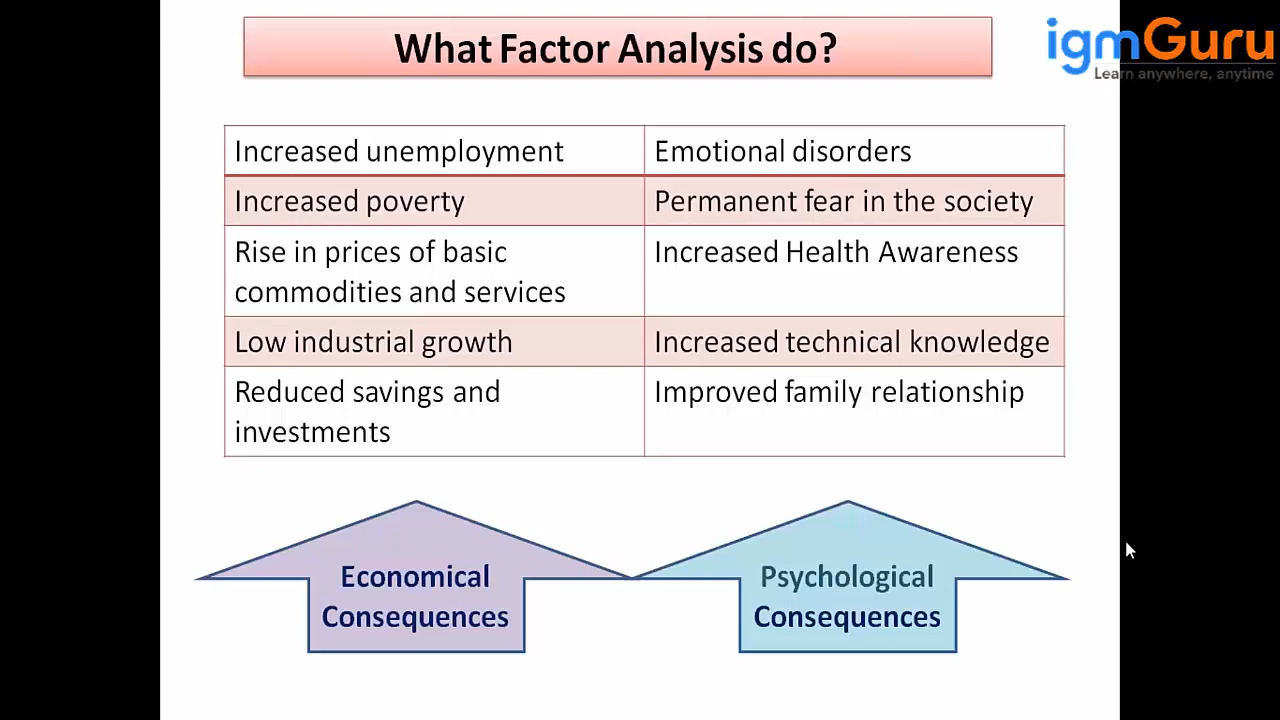 What Factor Analysis do?
igmGuru
Learn anywhere, anytime
Increased unemployment
Emotional disorders
Increased poverty
Permanent fear in the society
Rise in prices of basic
commodities and services
Increased Health Awareness
Low industrial growth
Increased technical knowledge
Reduced savings and
investments
Improved family relationship
Economical
Consequences
Psychological
Consequences